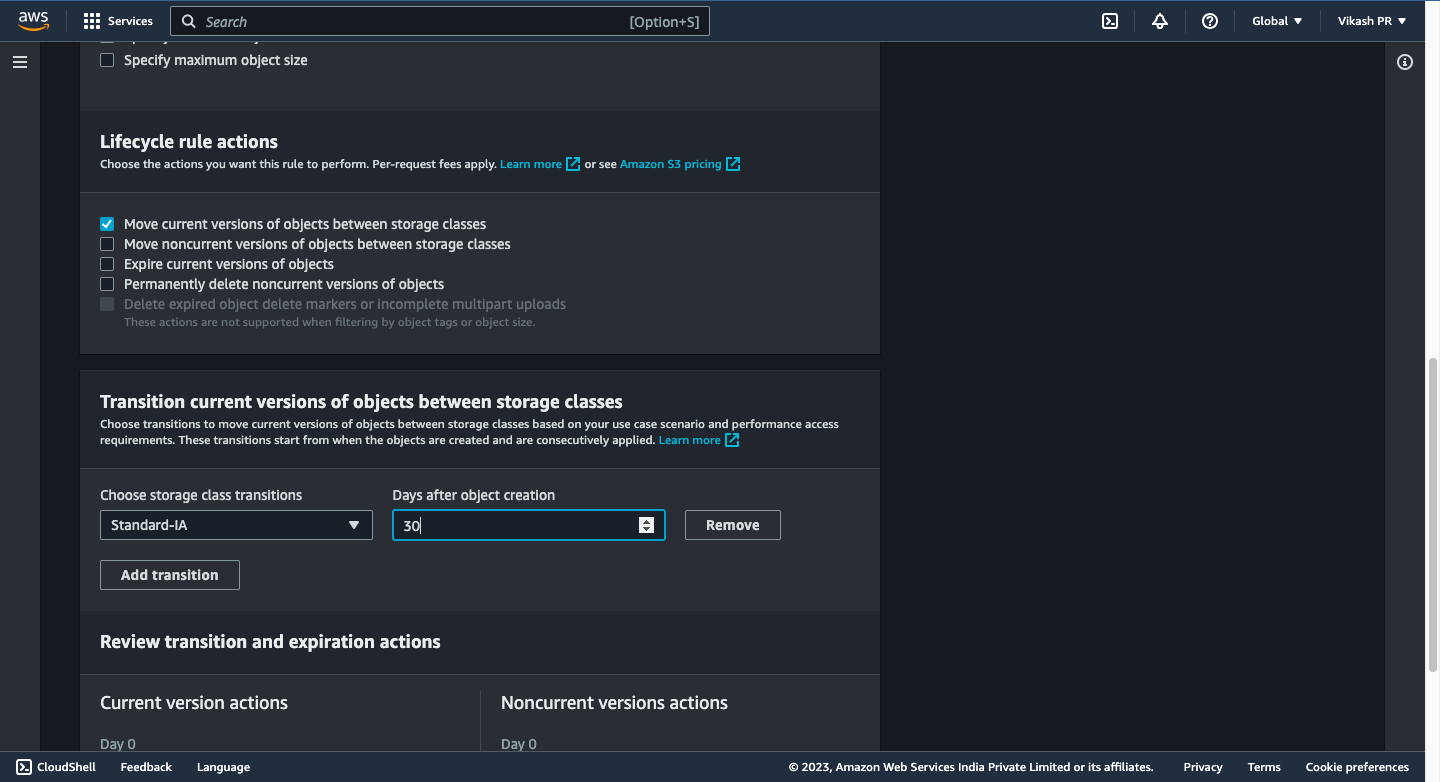 aws
Services
Search
[Option+S]
Global
Vikash PR
Specify maximum object size
Lifecycle rule actions
Choose the actions you want this rule to perform. Per-request fees apply. Learn more or see Amazon S3 pricing
Move current versions of objects between storage classes
Move noncurrent versions of objects between storage classes
Expire current versions of objects
Permanently delete noncurrent versions of objects
Delete expired object delete markers or incomplete multipart uploads
These actions are not supported when filtering by object tags or object size.
Transition current versions of objects between storage classes
Choose transitions to move current versions of objects between storage classes based on your use case scenario and performance access
requirements. These transitions start from when the objects are created and are consecutively applied. Learn more
Choose storage class transitions
Days after object creation
Standard-IA
30
Remove
Add transition
Review transition and expiration actions
Current version actions
Noncurrent versions actions
Day 0
Day 0
CloudShell
Feedback
Language
© 2023, Amazon Web Services India Private Limited or its affiliates.
Privacy
Terms
Cookie preferences